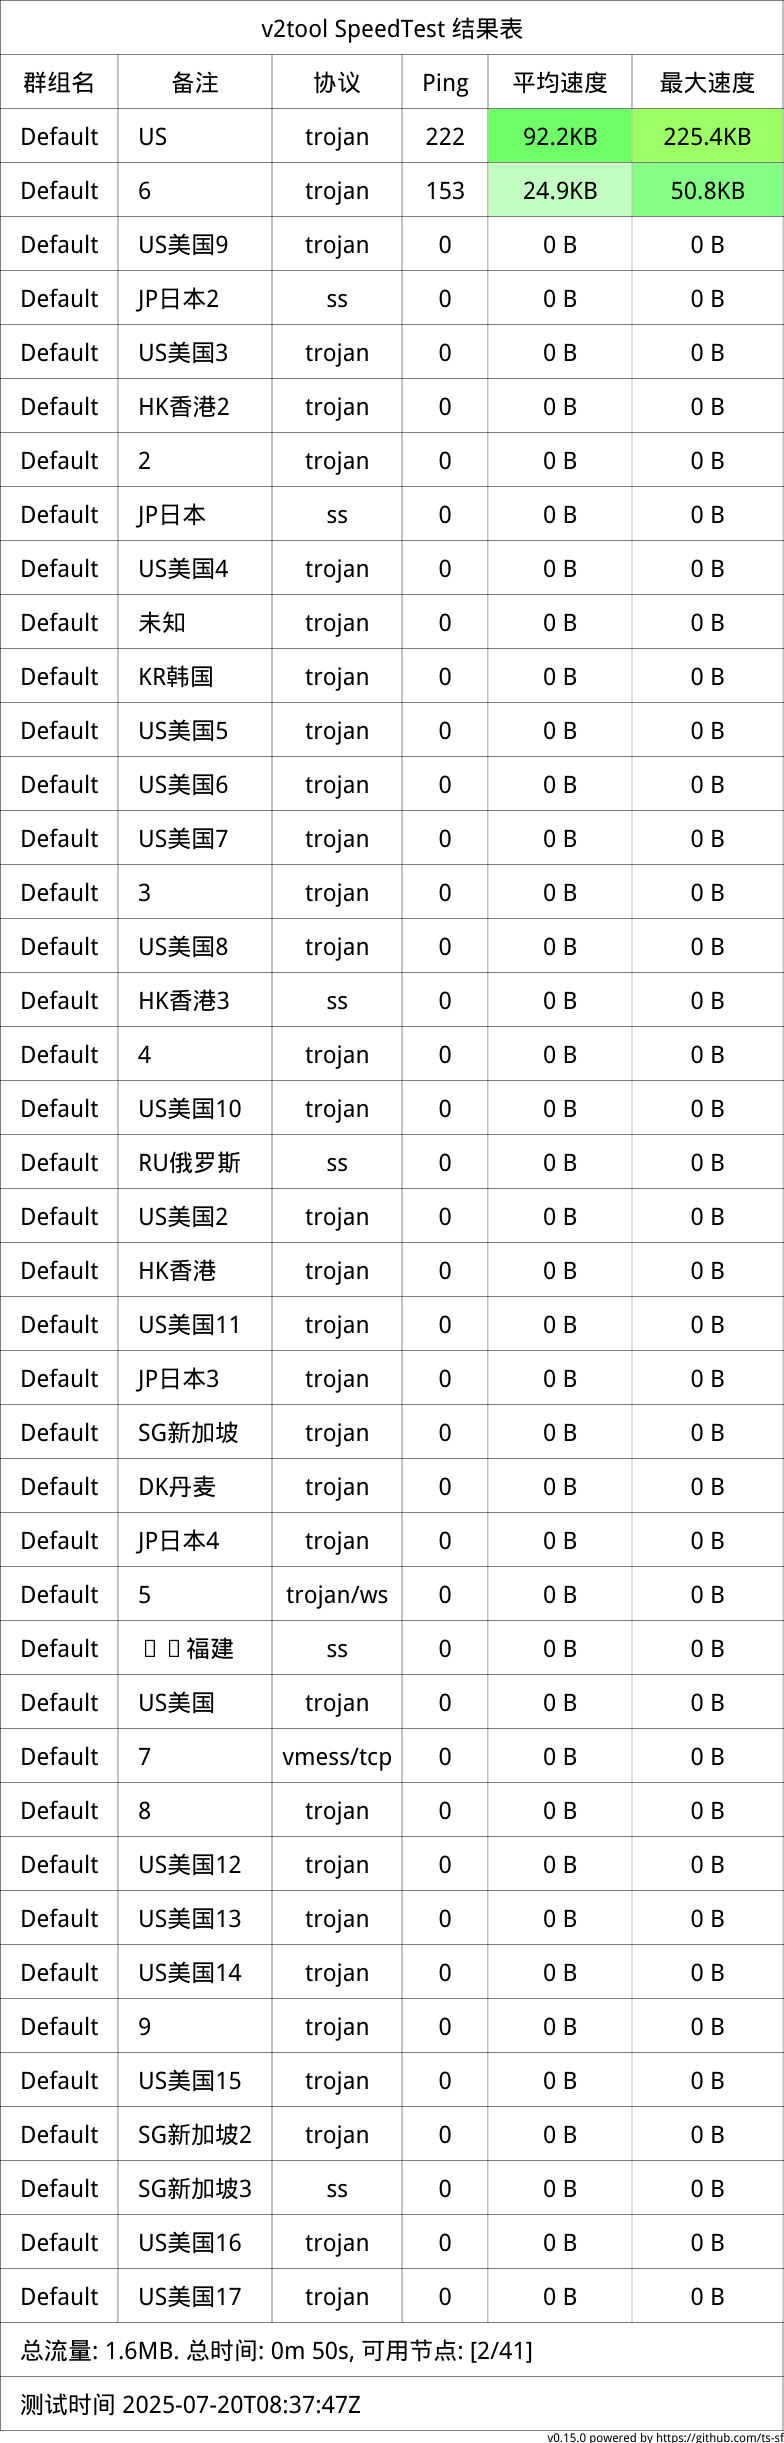 v2tool SpeedTest 结果表
群组名 备注 协议 Ping 平均速度 最大速度
Default US trojan 222 92.2KB 225.4KB
Default 6 trojan 153 24.9KB 50.8KB
Default US美国9 trojan 0 0 B 0 B
Default JP日本2 ss 0 0 B 0 B
Default US美国3 trojan 0 0 B 0 B
Default HK香港2 trojan 0 0 B 0 B
Default 2 trojan 0 0 B 0 B
Default JP日本 ss 0 0 B 0 B
Default US美国4 trojan 0 0 B 0 B
Default 未知 trojan 0 0 B 0 B
Default KR韩国 trojan 0 0 B 0 B
Default US美国5 trojan 0 0 B 0 B
Default US美国6 trojan 0 0 B 0 B
Default US美国7 trojan 0 0 B 0 B
Default 3 trojan 0 0 B 0 B
Default US美国8 trojan 0 0 B 0 B
Default HK香港3 ss 0 0 B 0 B
Default 4 trojan 0 0 B 0 B
Default US美国10 trojan 0 0 B 0 B
Default RU俄罗斯 ss 0 0 B 0 B
Default US美国2 trojan 0 0 B 0 B
Default HK香港 trojan 0 0 B 0 B
Default US美国11 trojan 0 0 B 0 B
Default JP日本3 trojan 0 0 B 0 B
Default SG新加坡 trojan 0 0 B 0 B
Default DK丹麦 trojan 0 0 B 0 B
Default JP日本4 trojan 0 0 B 0 B
Default 5 trojan/ws 0 0 B 0 B
Default 福建 ss 0 0 B 0 B
Default US美国 trojan 0 0 B 0 B
Default 7 vmess/tcp 0 0 B 0 B
Default 8 trojan 0 0 B 0 B
Default US美国12 trojan 0 0 B 0 B
Default US美国13 trojan 0 0 B 0 B
Default US美国14 trojan 0 0 B 0 B
Default 9 trojan 0 0 B 0 B
Default US美国15 trojan 0 0 B 0 B
Default SG新加坡2 trojan 0 0 B 0 B
Default SG新加坡3 ss 0 0 B 0 B
Default US美国16 trojan 0 0 B 0 B
Default US美国17 trojan 0 0 B 0 B
总流量: 1.6MB. 总时间: 0m 50s, 可用节点: [2/41]
测试时间 2025-07-20T08:37:47Z
v0.15.0 powered by https://github.com/ts-sf